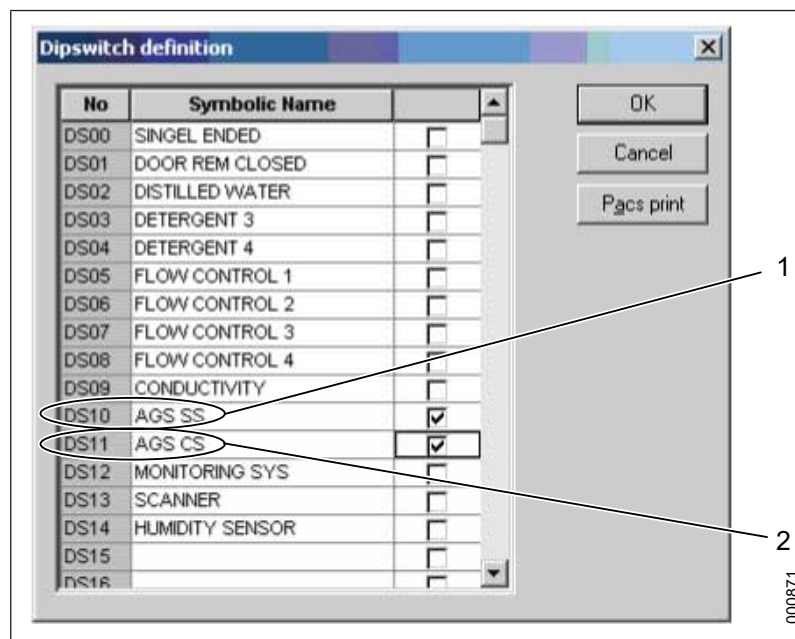 Dipswitch definition
No Symbolic Name
DS00 SINGEL ENDED
DS01 DOOR REM CLOSED
DS02 DISTILLED WATER
DS03 DETERGENT 3
DS04 DETERGENT 4
DS05 FLOW CONTROL 1
DS06 FLOW CONTROL 2
DS07 FLOW CONTROL 3
DS08 FLOW CONTROL 4
DS09 CONDUCTIVITY
DS10 AGS SS
DS11 AGS CS
DS12 MONITORING SYS
DS13 SCANNER
DS14 HUMIDITY SENSOR
DS15
DS16
OK
Cancel
Pacs print
1
2
000871